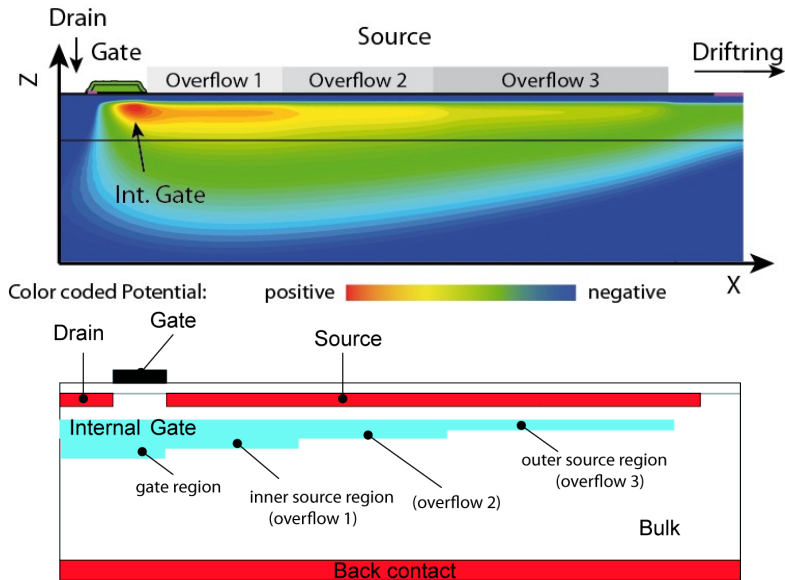 Drain
Gate
Source
Driftring
Z
Overflow 1
Overflow 2
Overflow 3
Int. Gate
X
Color coded Potential:
positive
negative
Gate
Drain
Source
Internal Gate
gate region
inner source region
(overflow 1)
(overflow 2)
outer source region
(overflow 3)
Bulk
Back contact